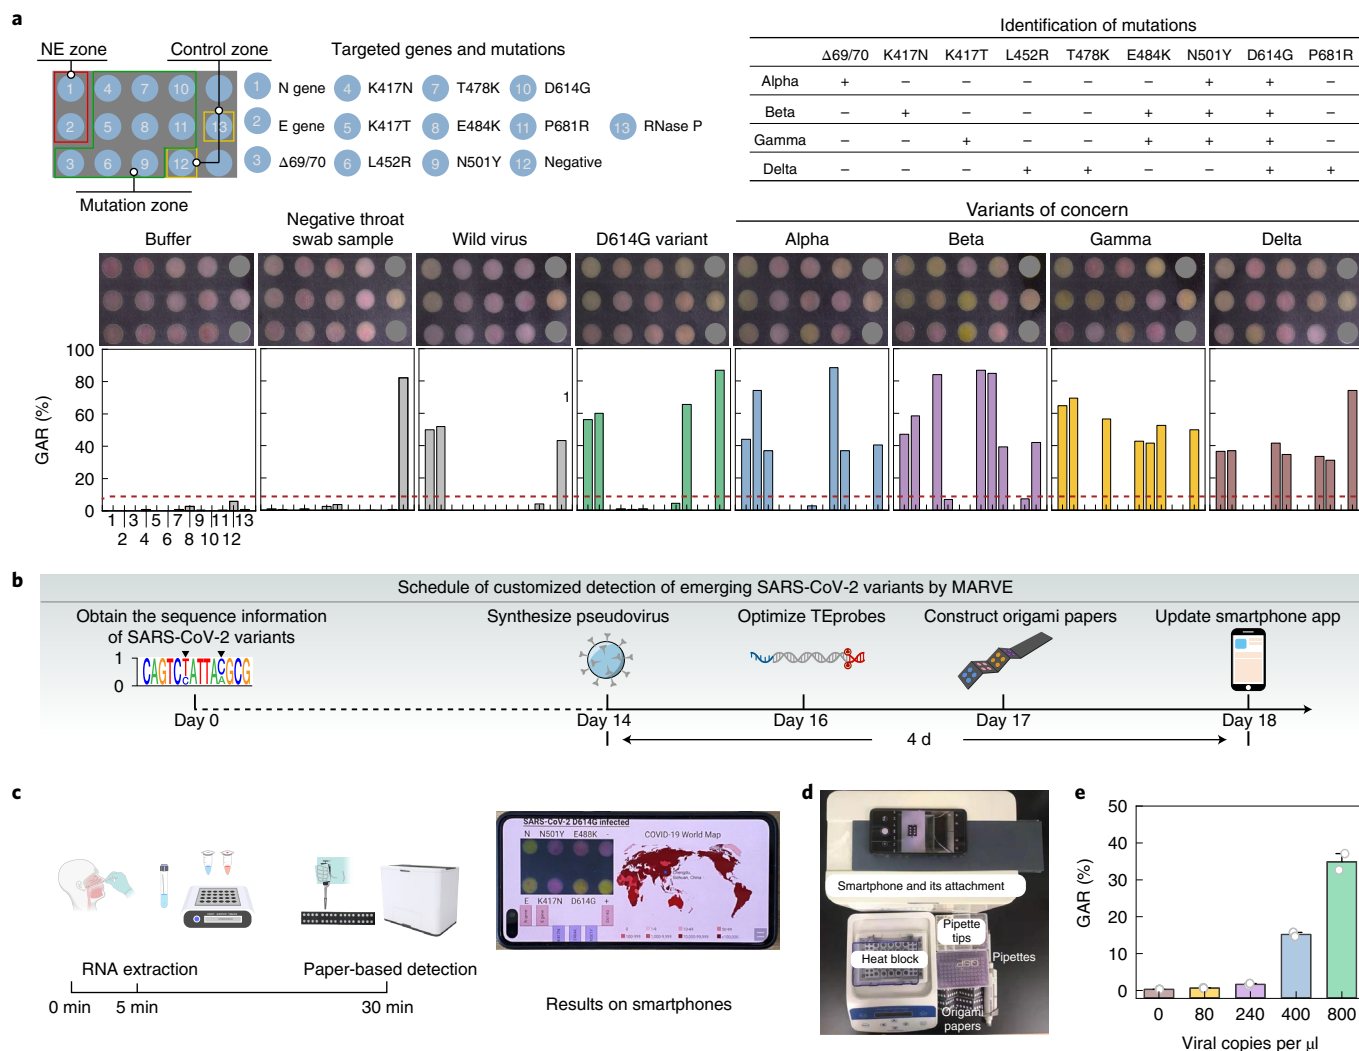 a
NE zone
Control zone
Targeted genes and mutations
1 4 7 10
2 5 8 11 13
3 6 9 12
1 N gene 4 K417N 7 T478K 10 D614G
2 E gene 5 K417T 8 E484K 11 P681R 13 RNase P
3 Δ69/70 6 L452R 9 N501Y 12 Negative
Mutation zone
Identification of mutations
Δ69/70 K417N K417T L452R T478K E484K N501Y D614G P681R
Alpha + – – – – – + + –
Beta – + – – – + + + –
Gamma – – + – – + + + –
Delta – – – + + – – + +
Variants of concern
Buffer
Negative throat
swab sample
Wild virus
D614G variant
Alpha
Beta
Gamma
Delta
GAR (%)
100
80
60
40
20
0
1 3 5 7 9 11 13
2 4 6 8 10 12
1
b
Schedule of customized detection of emerging SARS-CoV-2 variants by MARVE
Obtain the sequence information
of SARS-CoV-2 variants
Synthesize pseudovirus
Optimize TEprobes
Construct origami papers
Update smartphone app
1
0
CAGTCTATTACGCG
C A
Day 0
Day 14
Day 16
Day 17
Day 18
4 d
c
RNA extraction
Paper-based detection
0 min
5 min
30 min
SARS-CoV-2 D614G infected
N N501Y E488K -
COVID-19 World Map
E K417N D614G +
Results on smartphones
d
Smartphone and its attachment
Heat block
Pipette
tips
Pipettes
Origami
papers
e
GAR (%)
50
40
30
20
10
0
0 80 240 400 800
Viral copies per µl